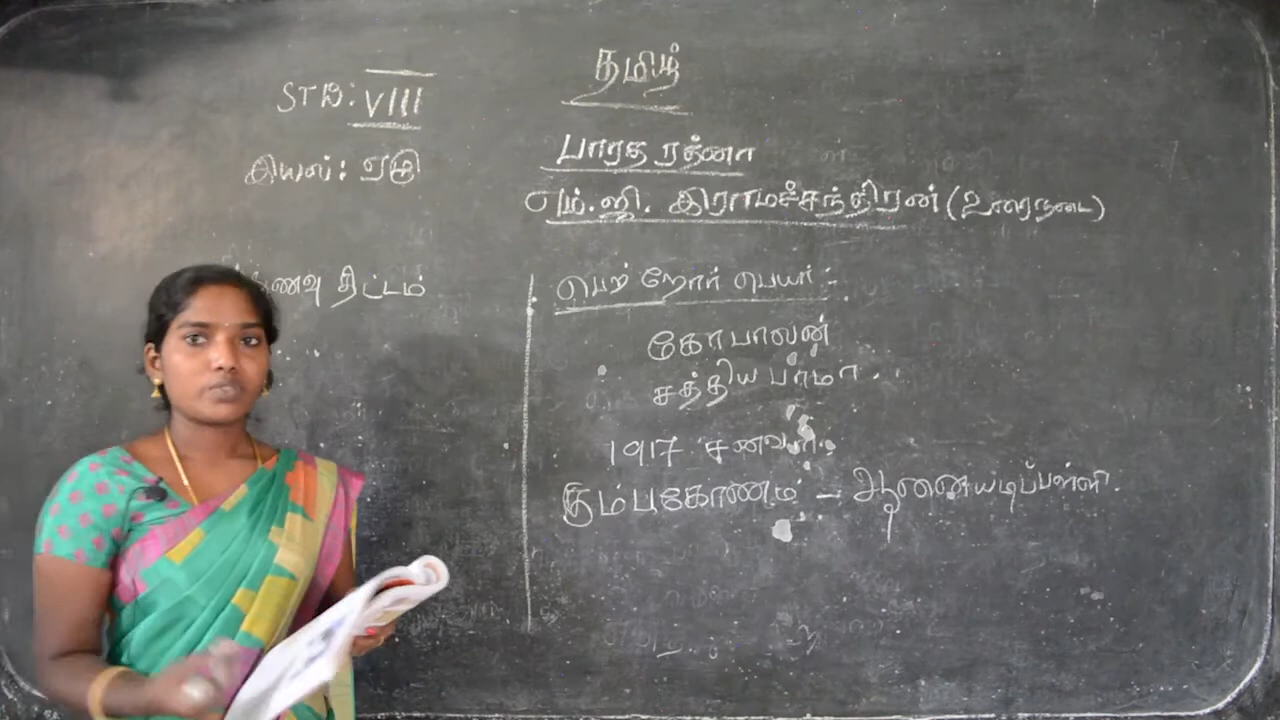 தமிழ்
STD: VIII
பாரத ரத்னா
இயல்: ஏழு
எம்.ஜி. இராமச்சந்திரன் (உரைநடை)
திட்டம்
பெற்றோர் பெயர் :-
கோபாலன்
சத்தியபாமா .
1917 சனவரி.
கும்பகோணம் – ஆனையடிப்பள்ளி.